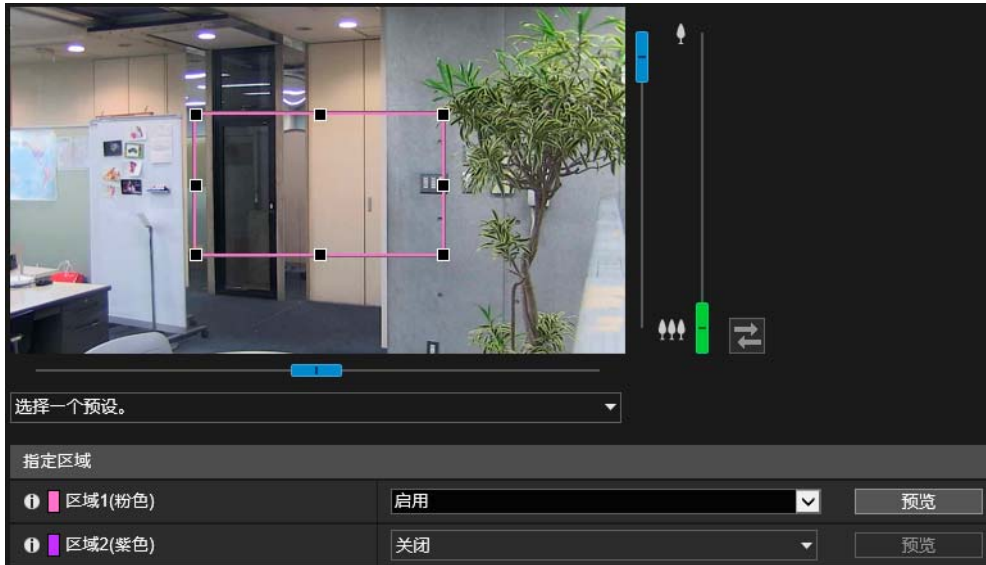 选择一个预设。
指定区域
区域1(粉色) 启用 预览
区域2(紫色) 关闭 预览